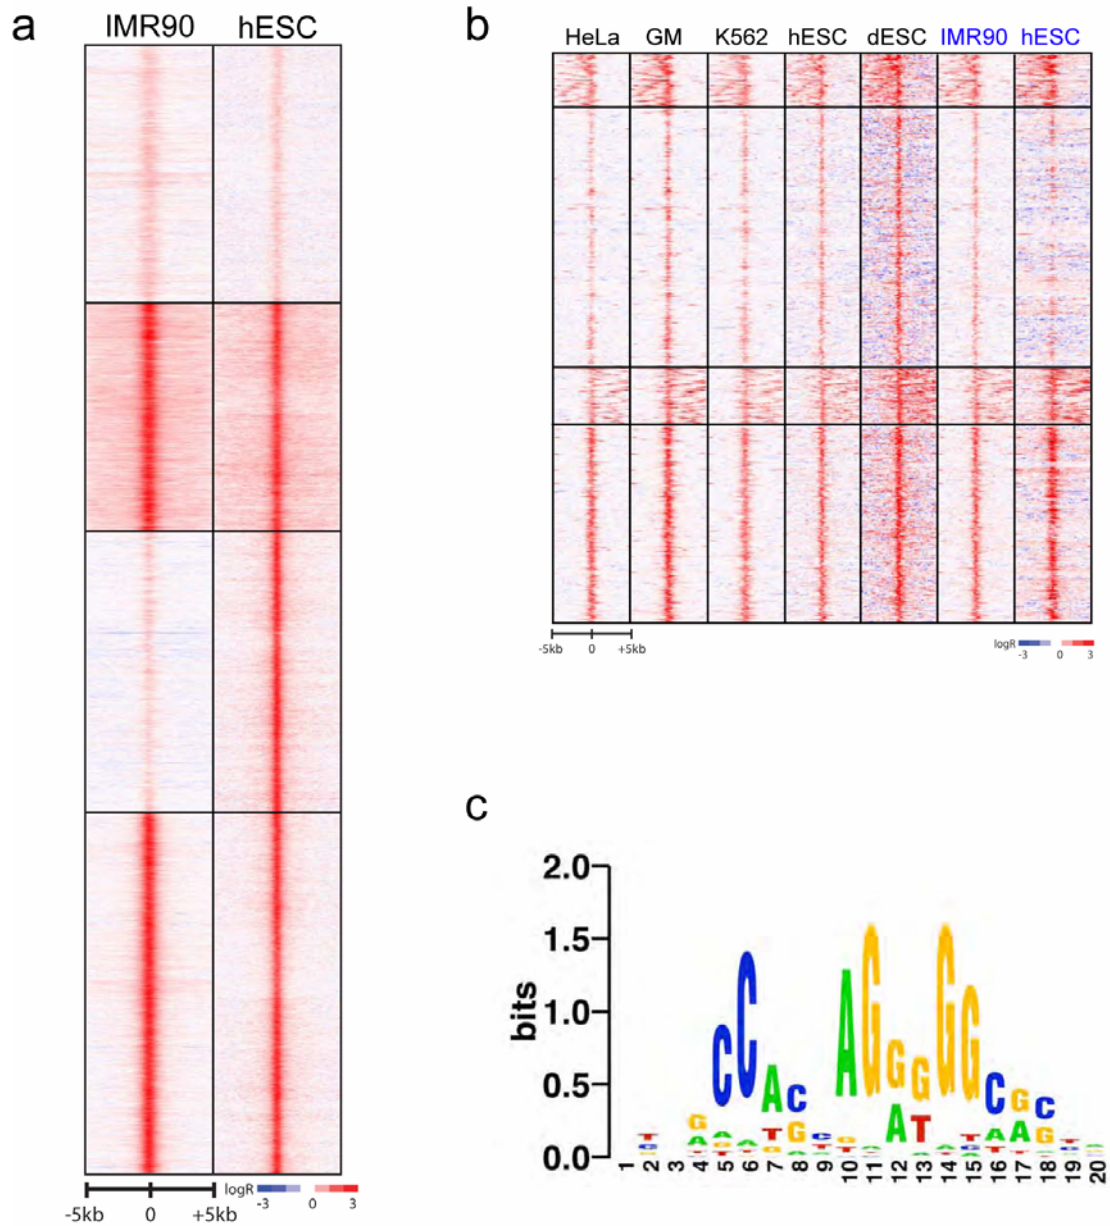 a
IMR90 hESC
-5kb 0 +5kb
logR
-3 0 3
b
HeLa GM K562 hESC dESC IMR90 hESC
-5kb 0 +5kb
logR
-3 0 3
c
bits
2.0
1.5
1.0
0.5
0.0
1 2 3 4 5 6 7 8 9 10 11 12 13 14 15 16 17 18 19 20
C C A C A G G G G G C G C
G T G A T A A G